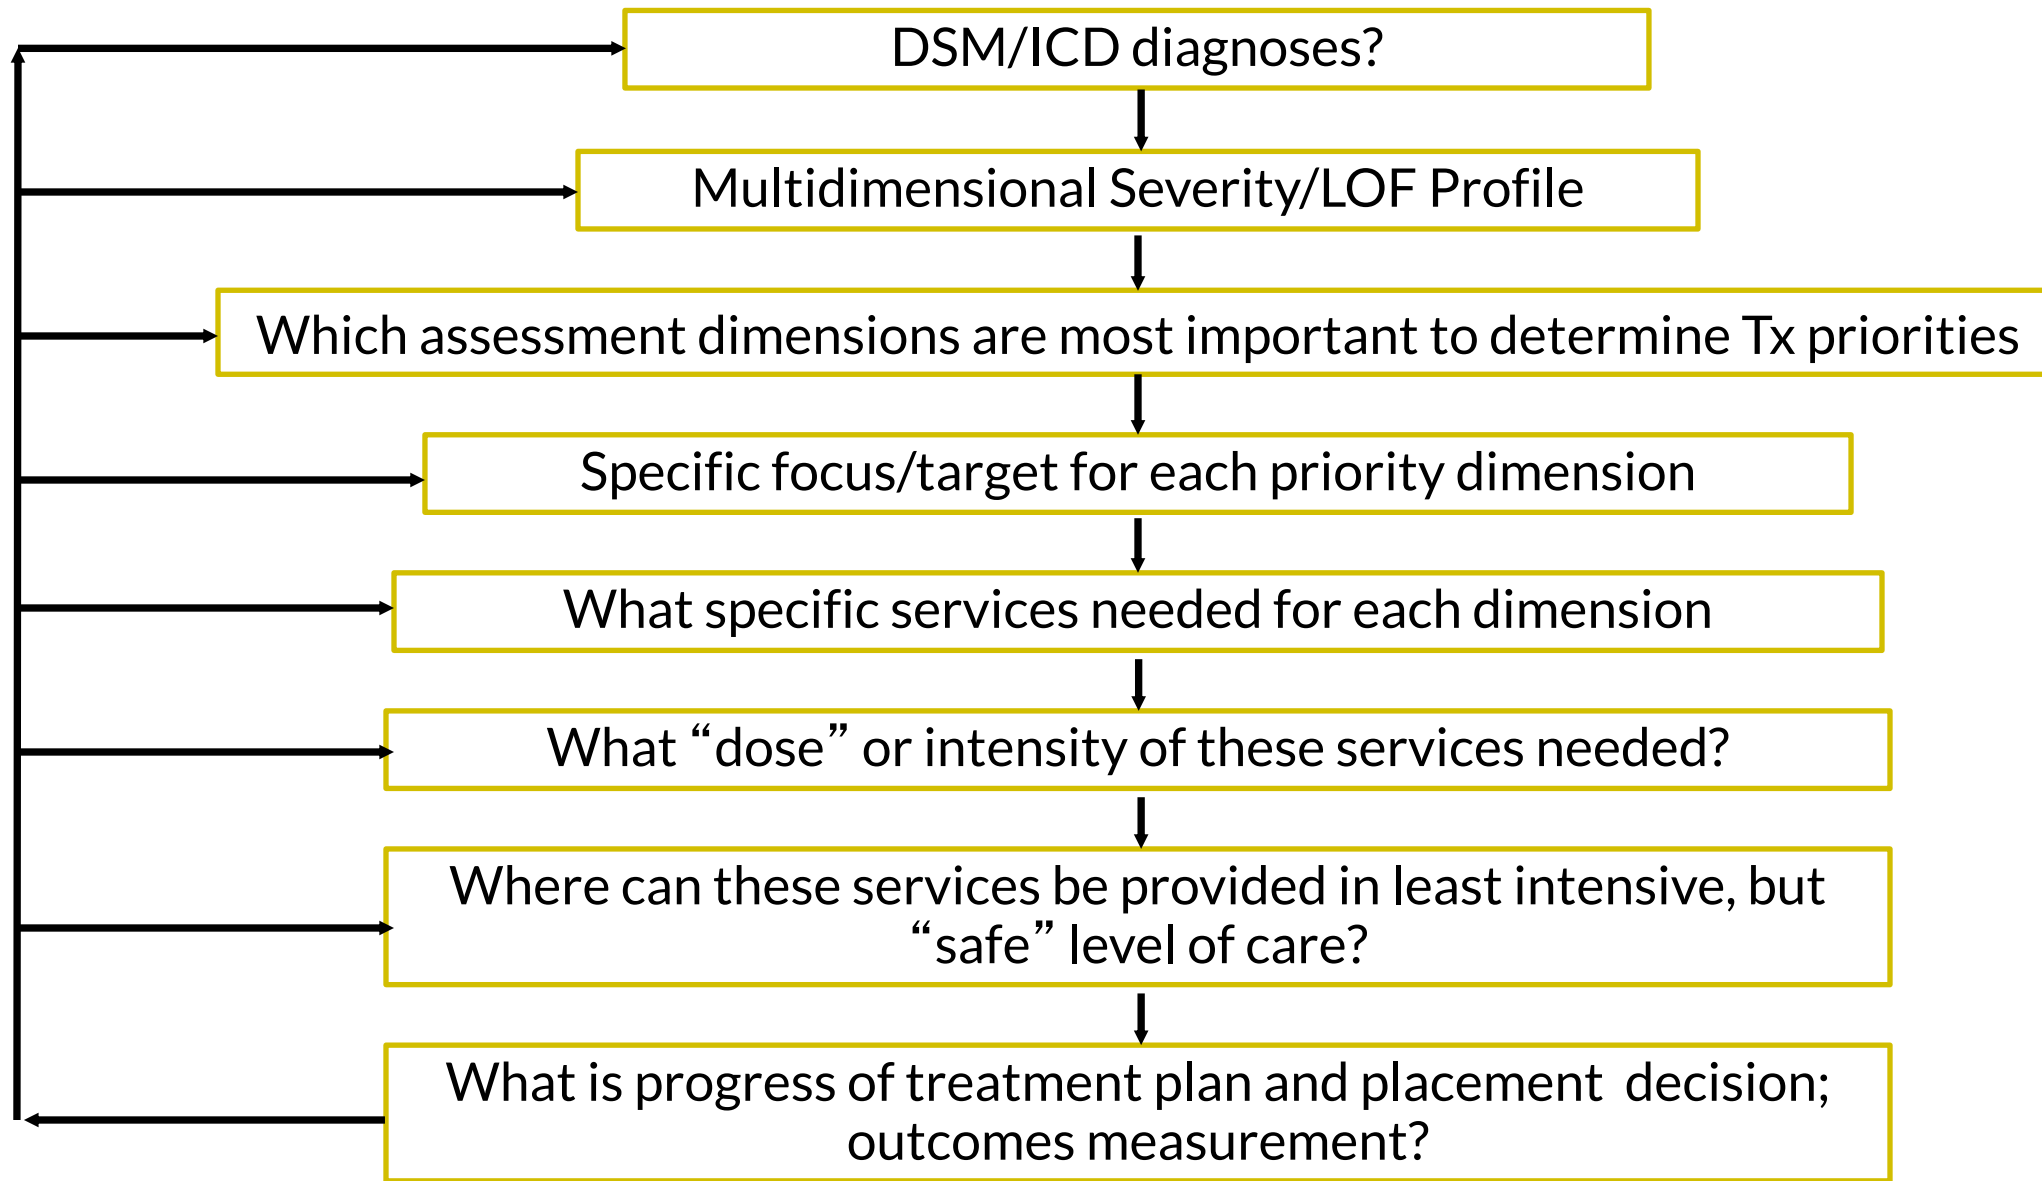 DSM/ICD diagnoses?
Multidimensional Severity/LOF Profile
Which assessment dimensions are most important to determine Tx priorities
Specific focus/target for each priority dimension
What specific services needed for each dimension
What “dose” or intensity of these services needed?
Where can these services be provided in least intensive, but
“safe” level of care?
What is progress of treatment plan and placement  decision;
outcomes measurement?